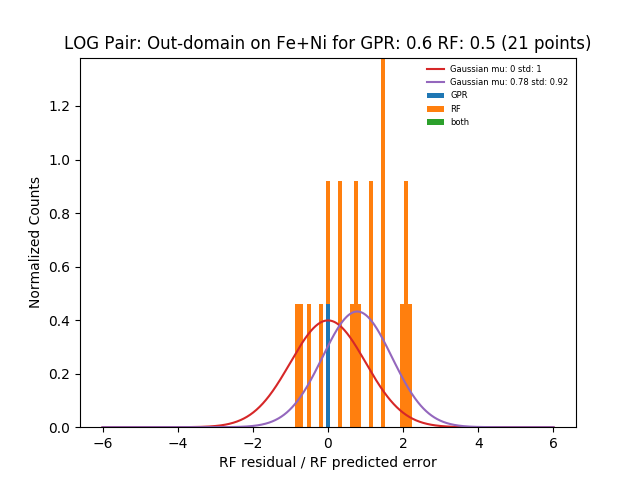 LOG Pair: Out-domain on Fe+Ni for GPR: 0.6 RF: 0.5 (21 points)
Gaussian mu: 0 std: 1
Gaussian mu: 0.78 std: 0.92
GPR
RF
both
Normalized Counts
1.2
1.0
0.8
0.6
0.4
0.2
0.0
−6 −4 −2 0 2 4 6
RF residual / RF predicted error